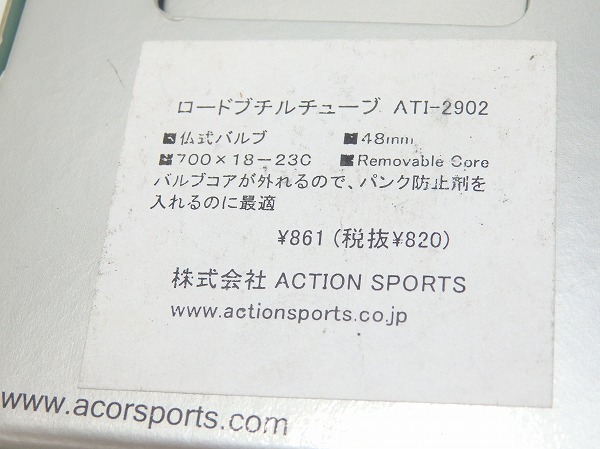 ロードブチルチューブ ATI-2902
■仏式バルブ ■48mm
■700×18-23C ■Removable Core
バルブコアが外れるので、パンク防止剤を
入れるのに最適
¥861(税抜¥820)
株式会社 ACTION SPORTS
www.actionsports.co.jp
www.acorsports.com